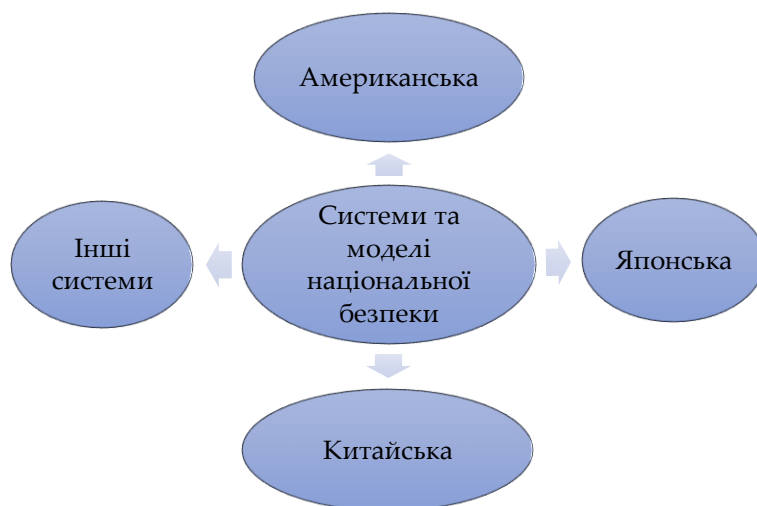 Американська
Системи та
моделі
національної
безпеки
Інші
системи
Японська
Китайська